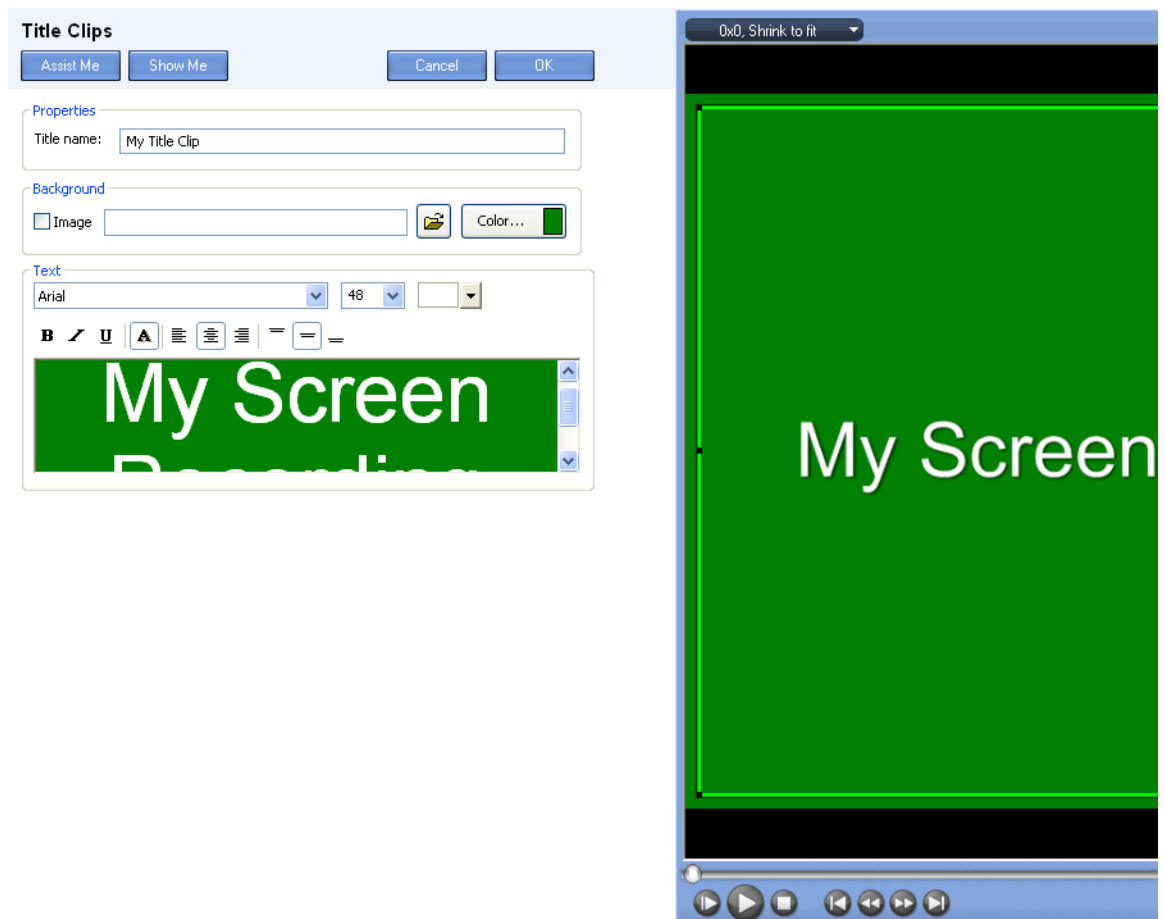 Title Clips
Assist Me Show Me Cancel OK
0x0, Shrink to fit
Properties
Title name: My Title Clip
Background
Image Color...
Text
Arial 48
B I U A
My Screen
Recording
My Screen